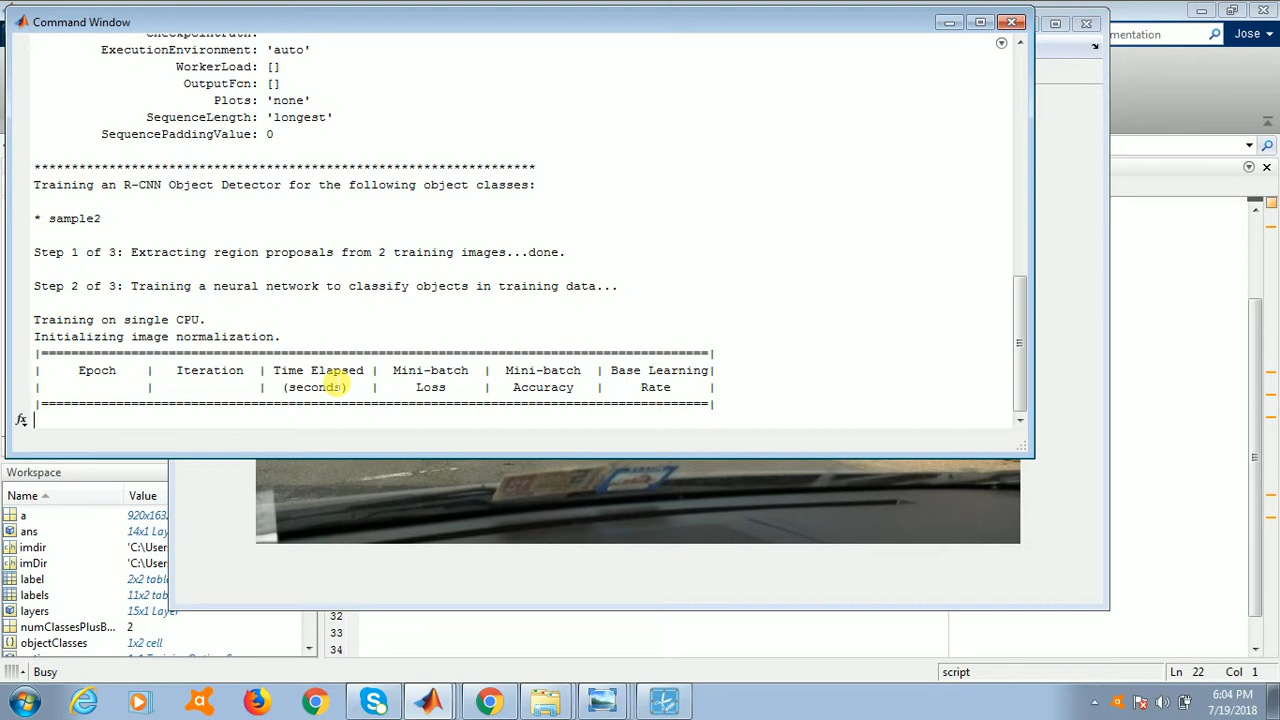 Command Window
ExecutionEnvironment: 'auto'
WorkerLoad: []
OutputFcn: []
Plots: 'none'
SequenceLength: 'longest'
SequencePaddingValue: 0
*******************************************************************
Training an R-CNN Object Detector for the following object classes:
* sample2
Step 1 of 3: Extracting region proposals from 2 training images...done.
Step 2 of 3: Training a neural network to classify objects in training data...
Training on single CPU.
Initializing image normalization.
|=========================================================================================|
| Epoch | Iteration | Time Elapsed | Mini-batch | Mini-batch | Base Learning|
| | | (seconds) | Loss | Accuracy | Rate |
|=========================================================================================|
fx
mentation
Jose
Workspace
Name Value
a 920x163
ans 14x1 Lay
imdir 'C:\User
imDir 'C:\User
label 2x2 table
labels 11x2 tab
layers 15x1 Layer
numClassesPlusB... 2
objectClasses 1x2 cell
32
33
34
Busy
script
Ln 22 Col 1
6:04 PM
7/19/2018